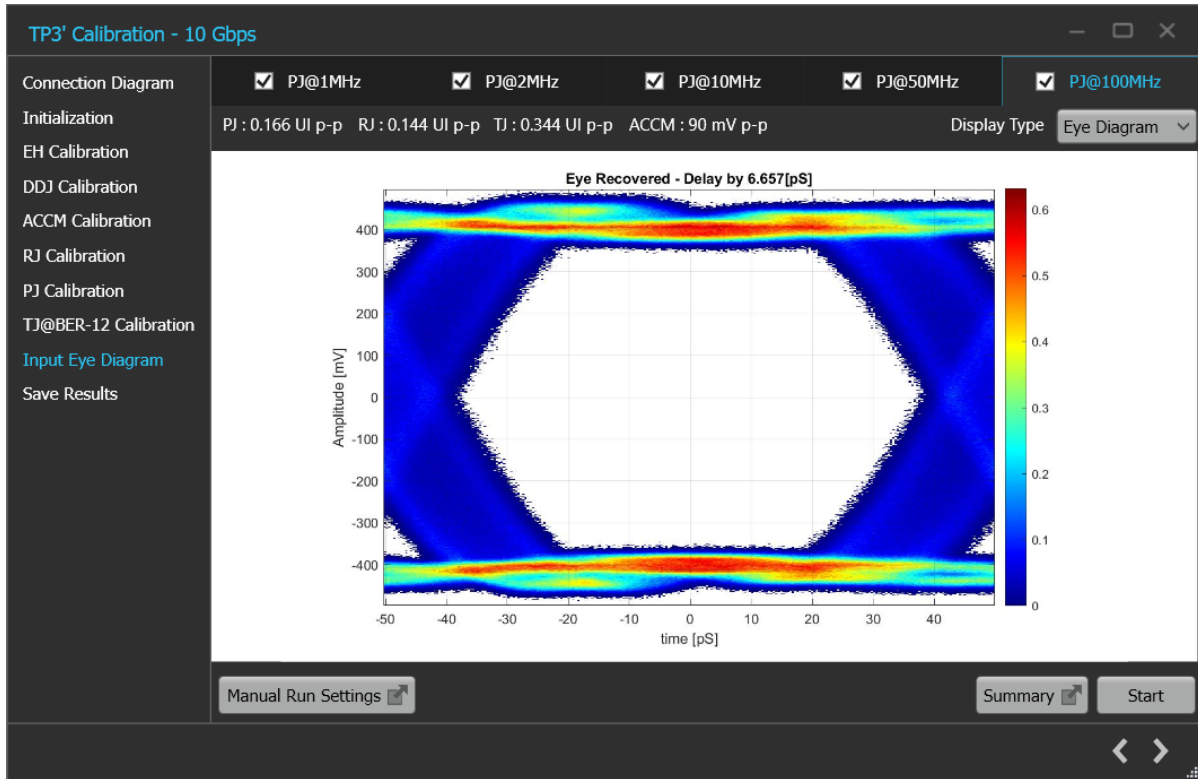 TP3' Calibration - 10 Gbps
Connection Diagram
Initialization
EH Calibration
DDJ Calibration
ACCM Calibration
RJ Calibration
PJ Calibration
TJ@BER-12 Calibration
Input Eye Diagram
Save Results
PJ@1MHz PJ@2MHz PJ@10MHz PJ@50MHz PJ@100MHz
PJ : 0.166 UI p-p RJ : 0.144 UI p-p TJ : 0.344 UI p-p ACCM : 90 mV p-p Display Type Eye Diagram
Eye Recovered - Delay by 6.657[pS]
Amplitude [mV]
400
300
200
100
0
-100
-200
-300
-400
-50 -40 -30 -20 -10 0 10 20 30 40
time [pS]
0.6
0.5
0.4
0.3
0.2
0.1
0
Manual Run Settings Summary Start